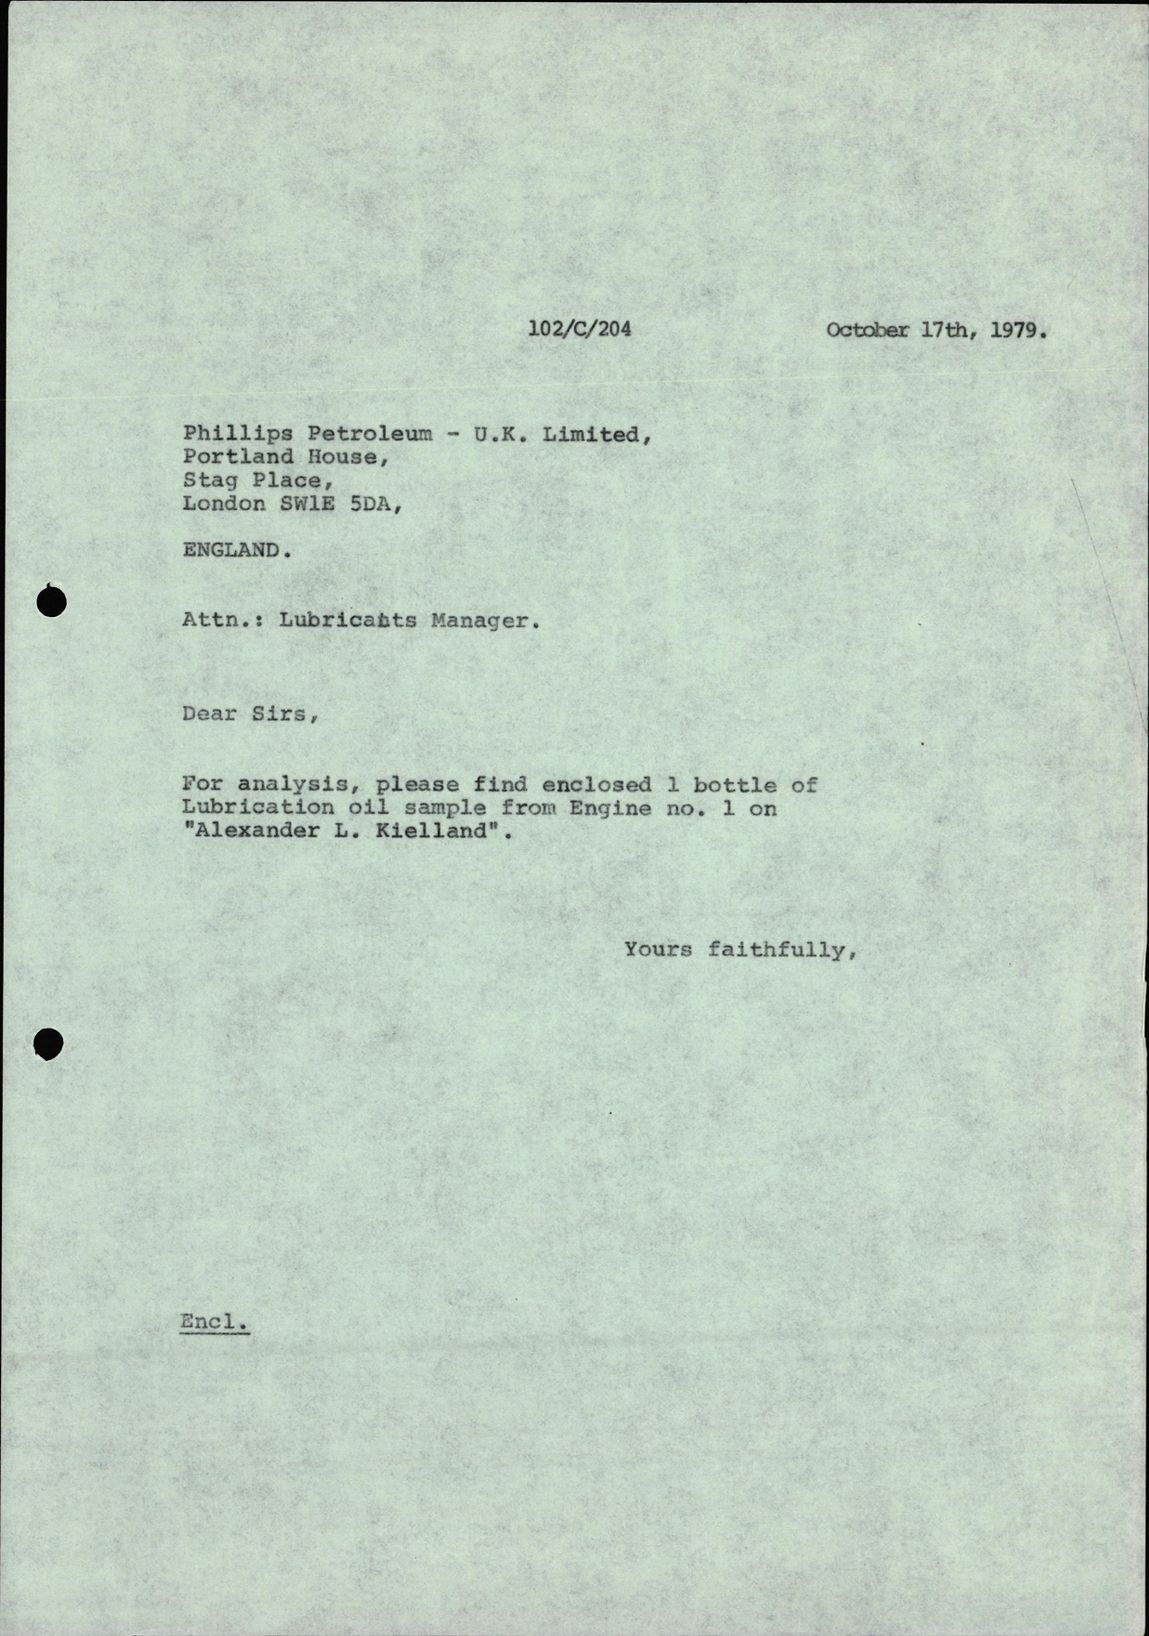 102/C/204 October 17th, 1979.
Phillips Petroleum - U.K. Limited,
Portland House,
Stag Place,
London SW1E 5DA,
ENGLAND.
Attn.: Lubricants Manager.
Dear Sirs,
For analysis, please find enclosed 1 bottle of
Lubrication oil sample from Engine no. 1 on
"Alexander L. Kielland".
Yours faithfully,
Encl.